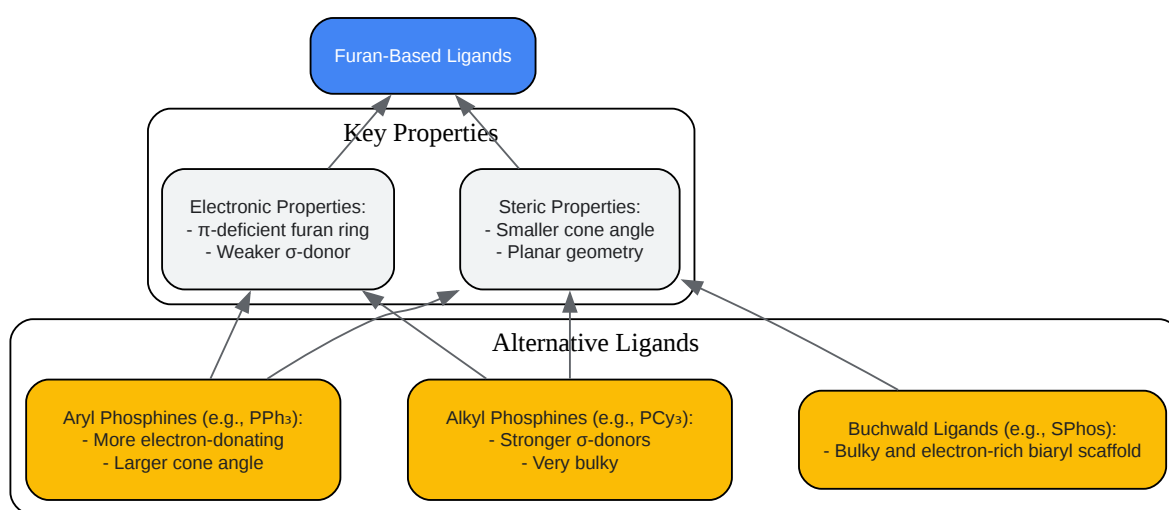 Furan-Based Ligands
Key Properties
Electronic Properties:
- π-deficient furan ring
- Weaker σ-donor
Steric Properties:
- Smaller cone angle
- Planar geometry
Alternative Ligands
Aryl Phosphines (e.g., PPh₃):
- More electron-donating
- Larger cone angle
Alkyl Phosphines (e.g., PCy₃):
- Stronger σ-donors
- Very bulky
Buchwald Ligands (e.g., SPhos):
- Bulky and electron-rich biaryl scaffold